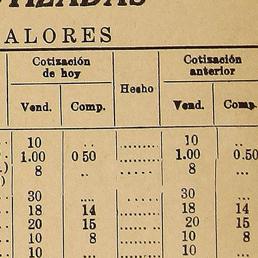 TIZADAS
VALORES
Cotización de hoy Hecho Cotización anterior
Vend. Comp. Vend. Comp.
10 .. ........ 10 ..
1.00 0 50 ........ 1.00 0.50
) 8 .. ........ 8 ...
)
30 .... ........ 30 ...
18 14 ........ 18 14
20 15 ........ 20 15
10 8 ........ 10 8
10 ... ........ 10 ...